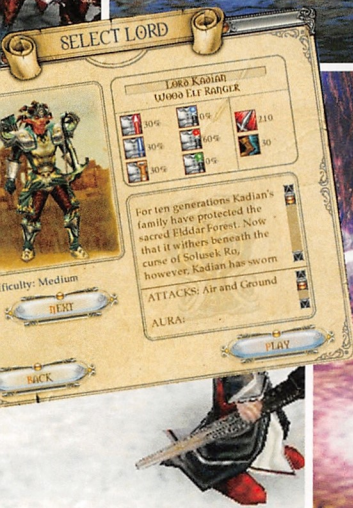 SELECT LORD
LORD KADIAN
WOOD ELF RANGER
30%
0%
210
30%
60%
30
30%
0%
For ten generations Kadian's
family have protected the
sacred Elddar Forest. Now
that it withers beneath the
curse of Solusek Ro,
however, Kadian has sworn
ATTACKS: Air and Ground
AURA:
fficulty: Medium
NEXT
BACK
PLAY